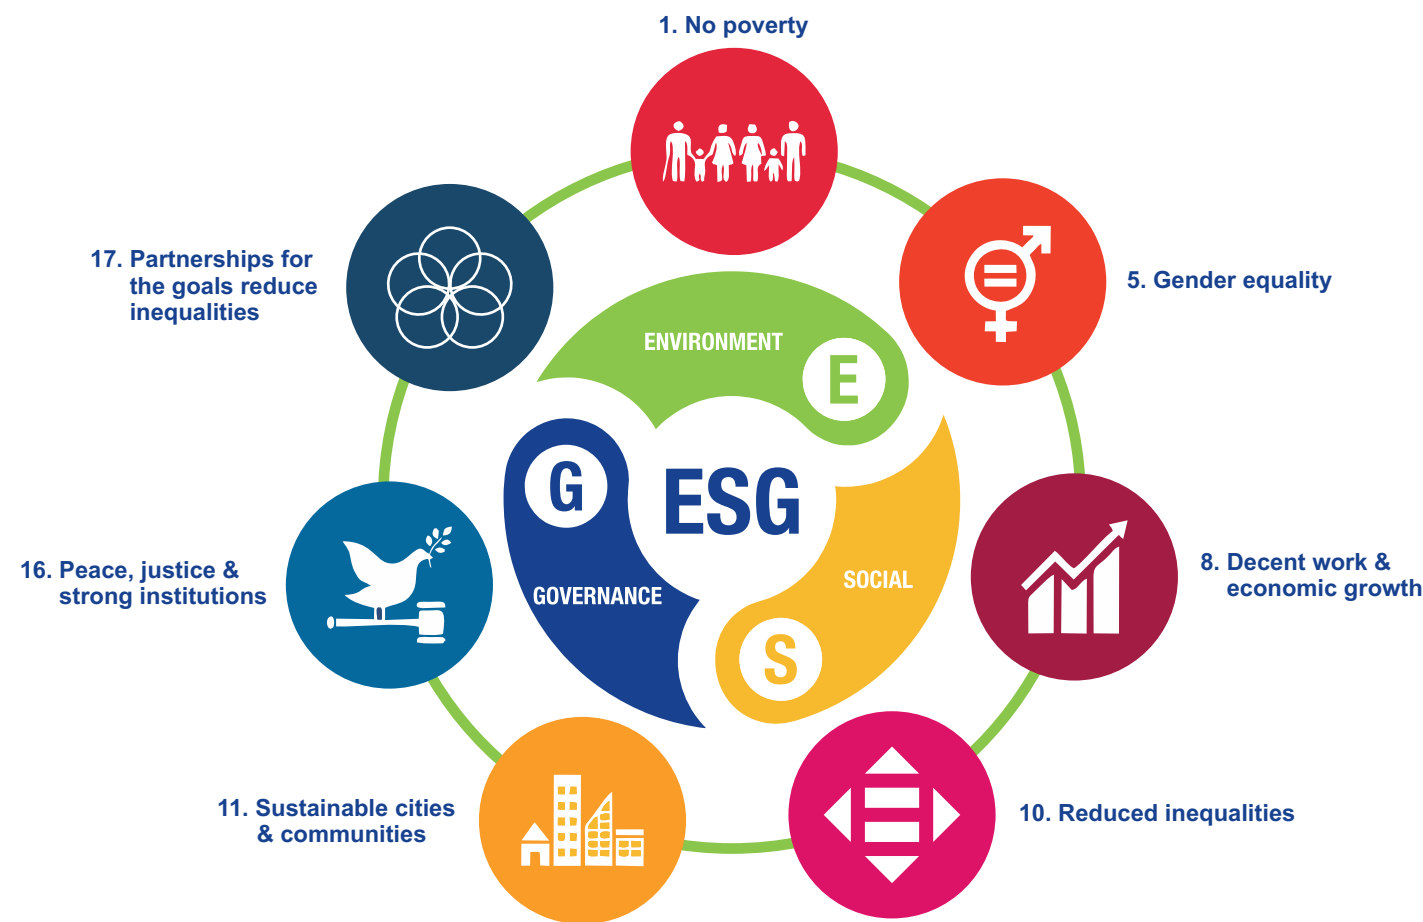 1. No poverty
5. Gender equality
8. Decent work &
economic growth
10. Reduced inequalities
11. Sustainable cities
& communities
16. Peace, justice &
strong institutions
17. Partnerships for
the goals reduce
inequalities
ENVIRONMENT
E
SOCIAL
S
GOVERNANCE
G
ESG